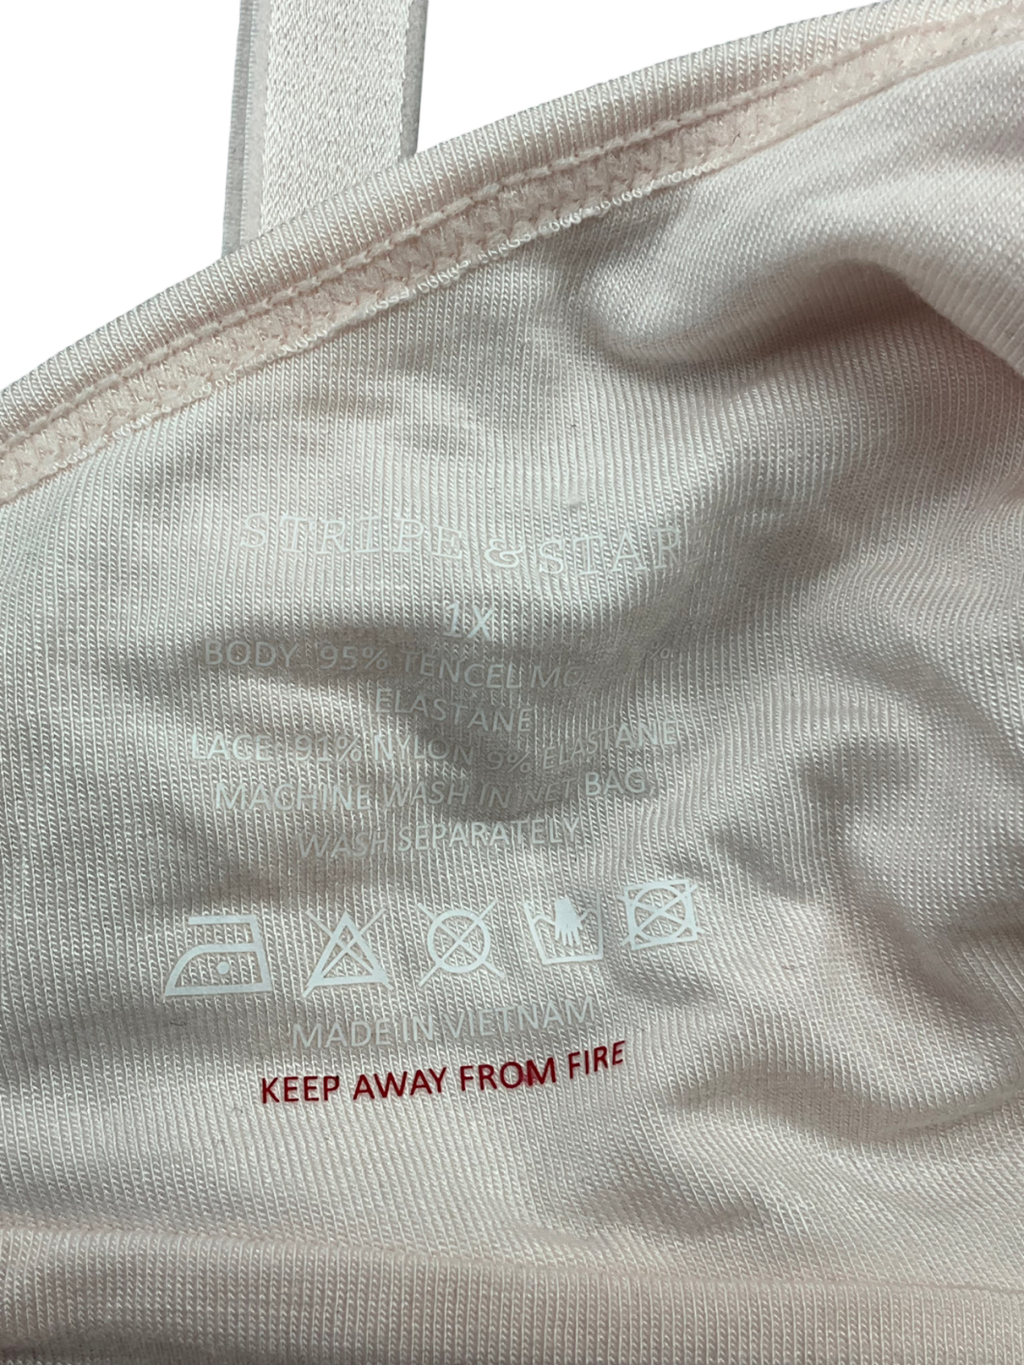 STRIPE & STARE
1X
BODY: 95% TENCEL
ELASTANE
LACE: 91% NYLON 9% ELASTANE
MACHINE WASH IN NET BAG
WASH SEPARATELY
MADE IN VIETNAM
KEEP AWAY FROM FIRE